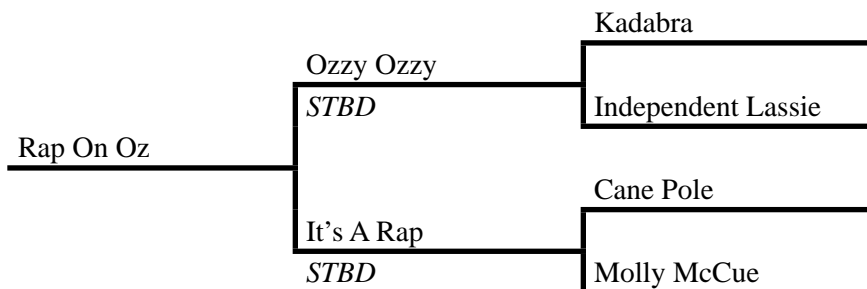 Kadabra
Ozzy Ozzy
STBD
Independent Lassie
Rap On Oz
Cane Pole
It's A Rap
STBD
Molly McCue